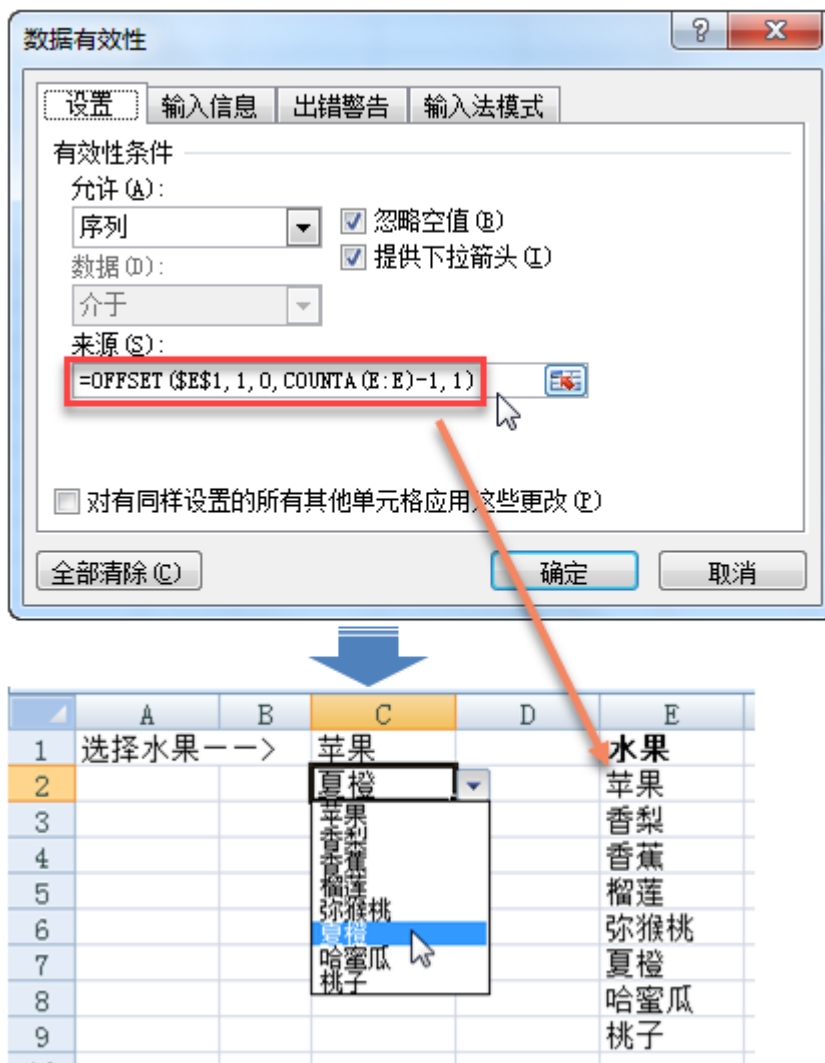 数据有效性
设置 输入信息 出错警告 输入法模式
有效性条件
允许(A):
序列 忽略空值(B)
数据(D): 提供下拉箭头(I)
介于
来源(S):
=OFFSET($E$1,1,0,COUNTA(E:E)-1,1)
对有同样设置的所有其他单元格应用这些更改(P)
全部清除(C) 确定 取消
A B C D E
1 选择水果——> 苹果 水果
2 夏橙 苹果
3 苹果 香梨
香梨
4 香蕉 香蕉
5 榴莲 榴莲
弥猴桃
6 夏橙 弥猴桃
7 哈蜜瓜 夏橙
8 桃子 哈蜜瓜
9 桃子